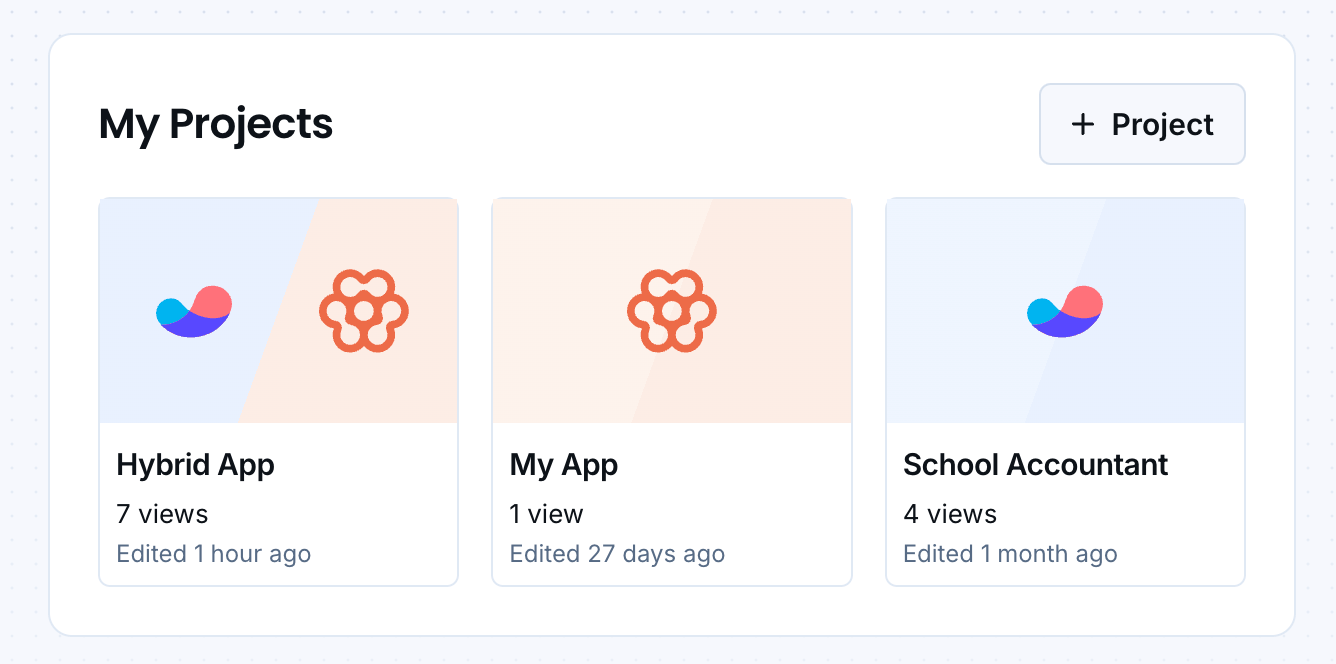 My Projects
+ Project
Hybrid App
7 views
Edited 1 hour ago
My App
1 view
Edited 27 days ago
School Accountant
4 views
Edited 1 month ago